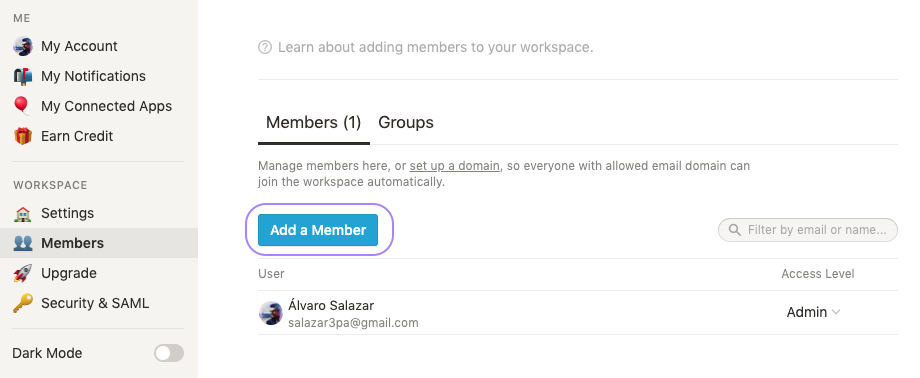 ME
My Account
My Notifications
My Connected Apps
Earn Credit
WORKSPACE
Settings
Members
Upgrade
Security & SAML
Dark Mode
Learn about adding members to your workspace.
Members (1) Groups
Manage members here, or set up a domain, so everyone with allowed email domain can
join the workspace automatically.
Add a Member
Filter by email or name...
User Access Level
Álvaro Salazar
salazar3pa@gmail.com
Admin